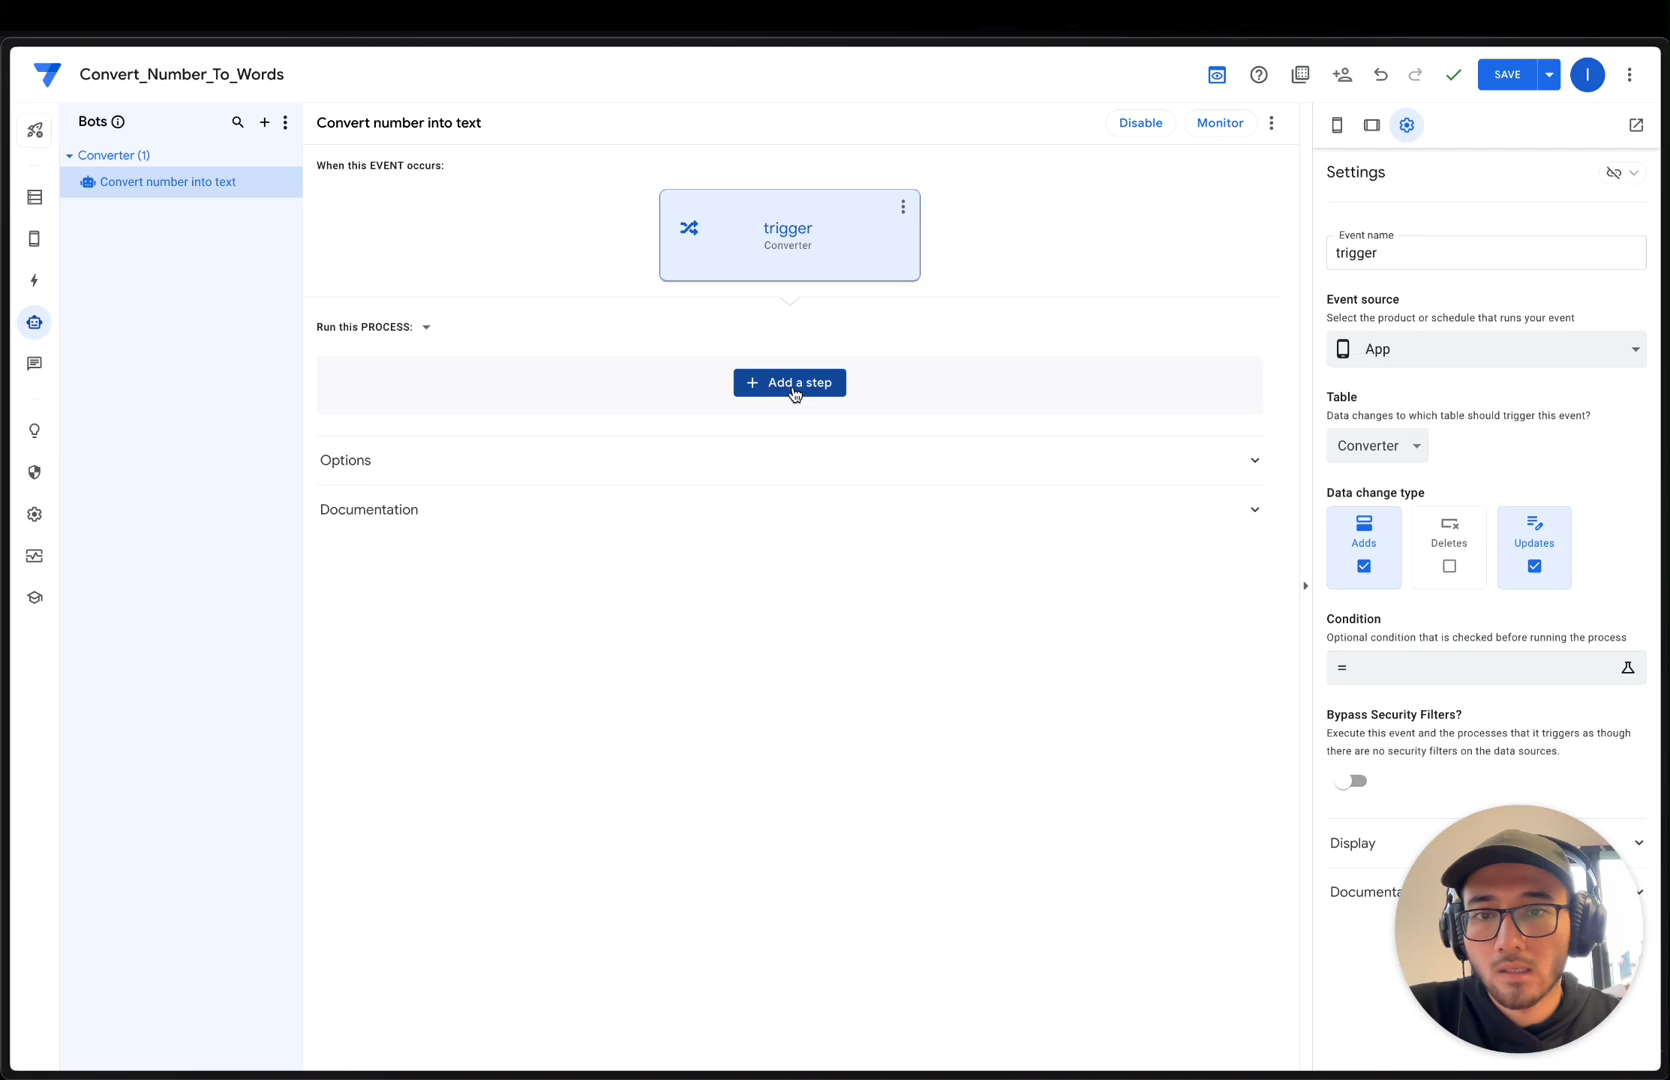 Convert_Number_To_Words
SAVE
I
Bots
Converter (1)
Convert number into text
Convert number into text
Disable
Monitor
When this EVENT occurs:
trigger
Converter
Run this PROCESS:
+ Add a step
Options
Documentation
Settings
Event name
trigger
Event source
Select the product or schedule that runs your event
App
Table
Data changes to which table should trigger this event?
Converter
Data change type
Adds
Deletes
Updates
Condition
Optional condition that is checked before running the process
=
Bypass Security Filters?
Execute this event and the processes that it triggers as though
there are no security filters on the data sources.
Display
Documenta